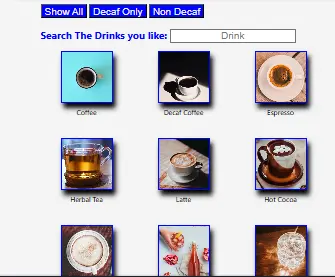 Show All Decaf Only Non Decaf
Search The Drinks you like: Drink
Coffee Decaf Coffee Espresso
Herbal Tea Latte Hot Cocoa